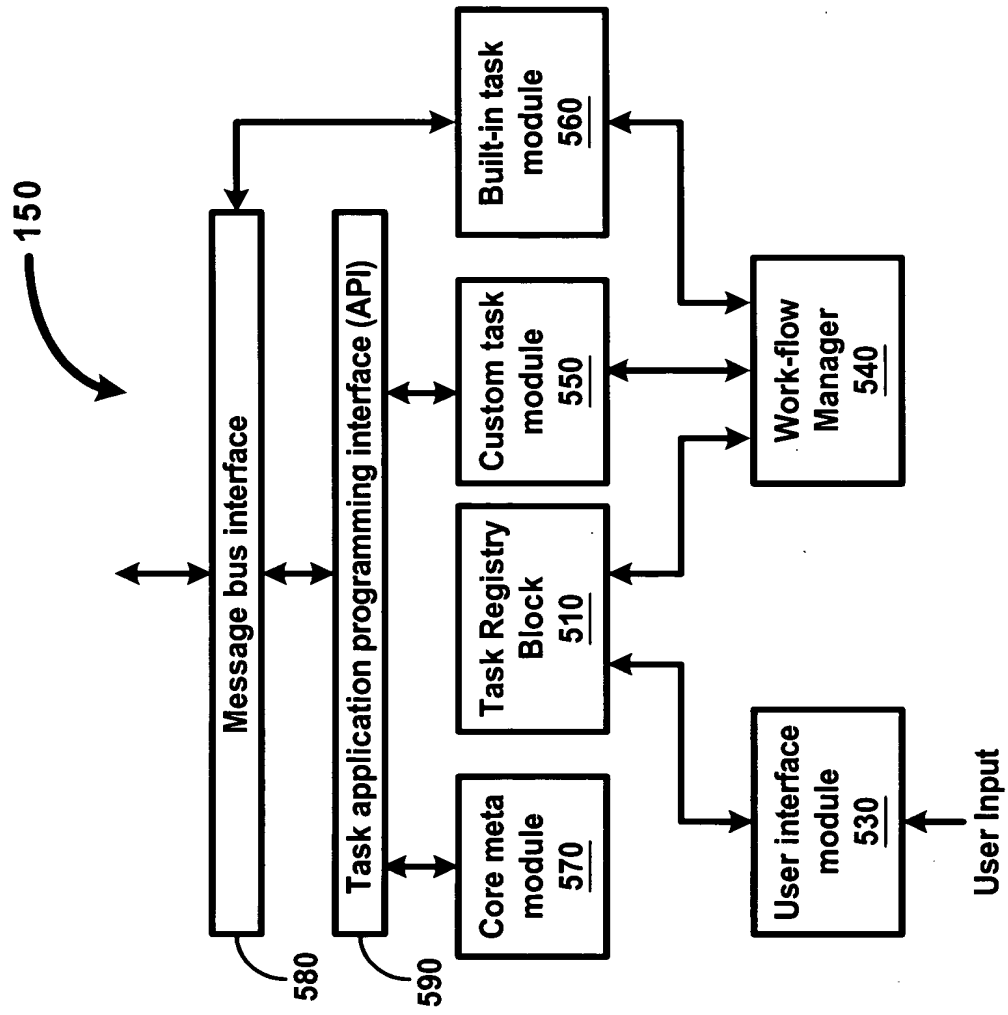 150
Message bus interface
580
Task application programming interface (API)
590
Core meta
module
570
Task Registry
Block
510
Custom task
module
550
Built-in task
module
560
User interface
module
530
Work-flow
Manager
540
User Input